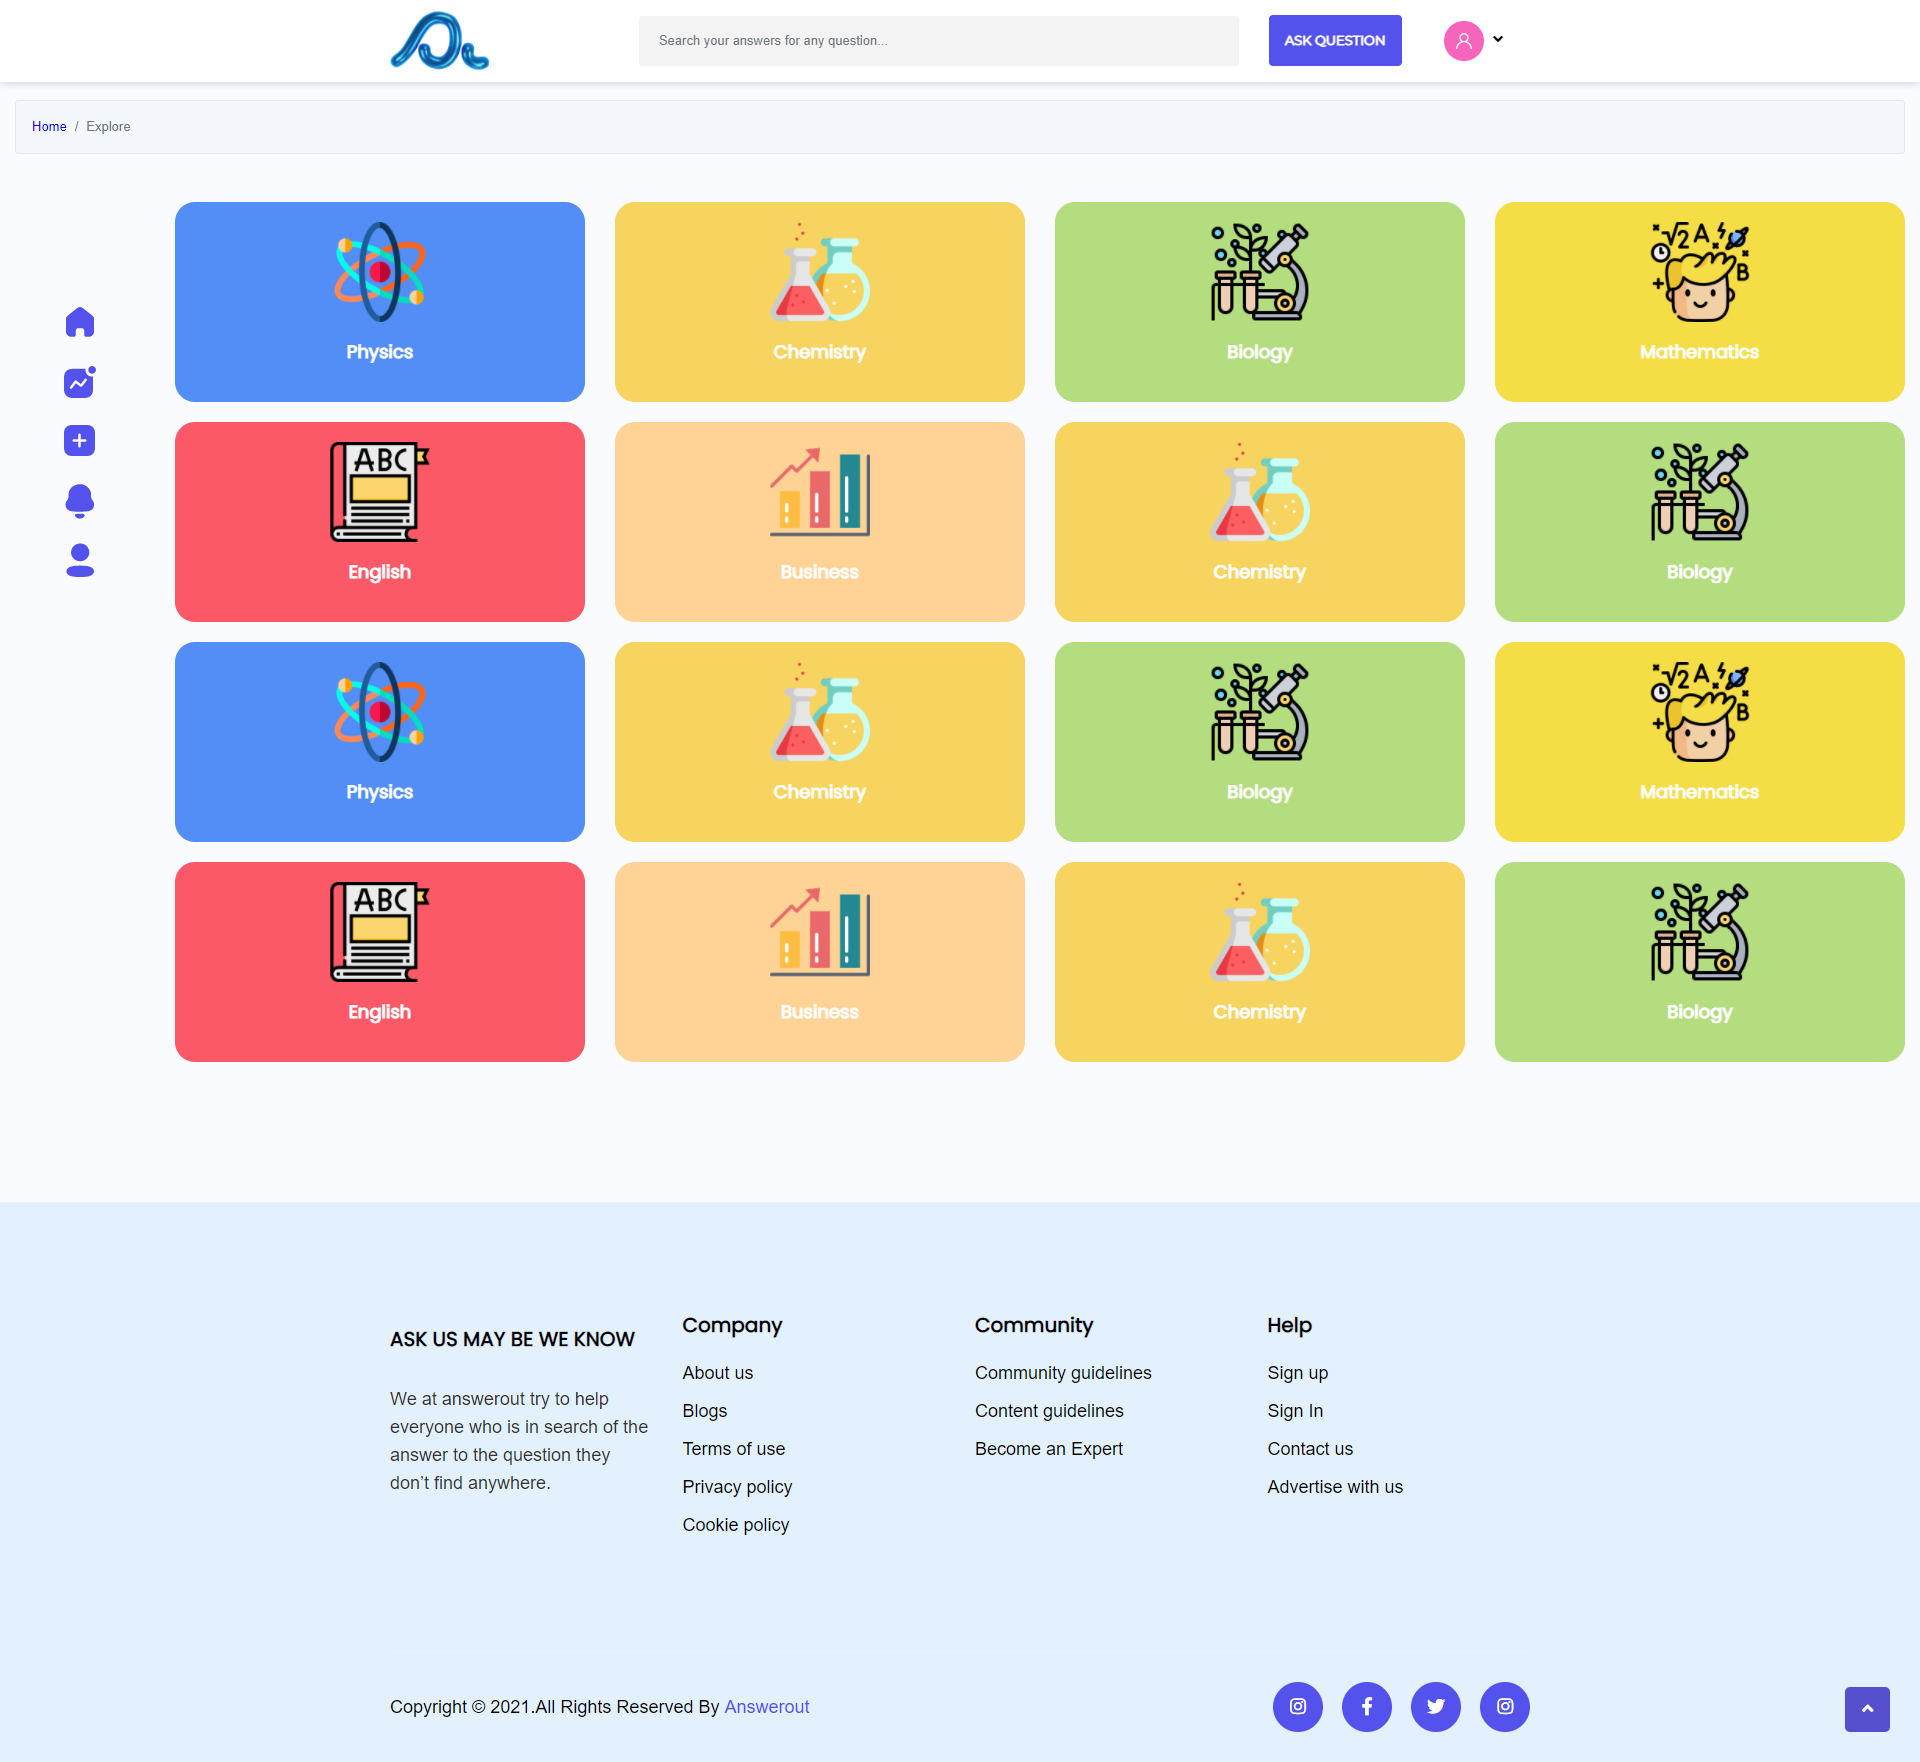 Search your answers for any question...
ASK QUESTION
Home / Explore
√2 A
B
Physics
Chemistry
Biology
Mathematics
ABC
English
Business
Chemistry
Biology
√2 A
B
Physics
Chemistry
Biology
Mathematics
ABC
English
Business
Chemistry
Biology
ASK US MAY BE WE KNOW
We at answerout try to help
everyone who is in search of the
answer to the question they
don’t find anywhere.
Company
About us
Blogs
Terms of use
Privacy policy
Cookie policy
Community
Community guidelines
Content guidelines
Become an Expert
Help
Sign up
Sign In
Contact us
Advertise with us
Copyright © 2021.All Rights Reserved By Answerout